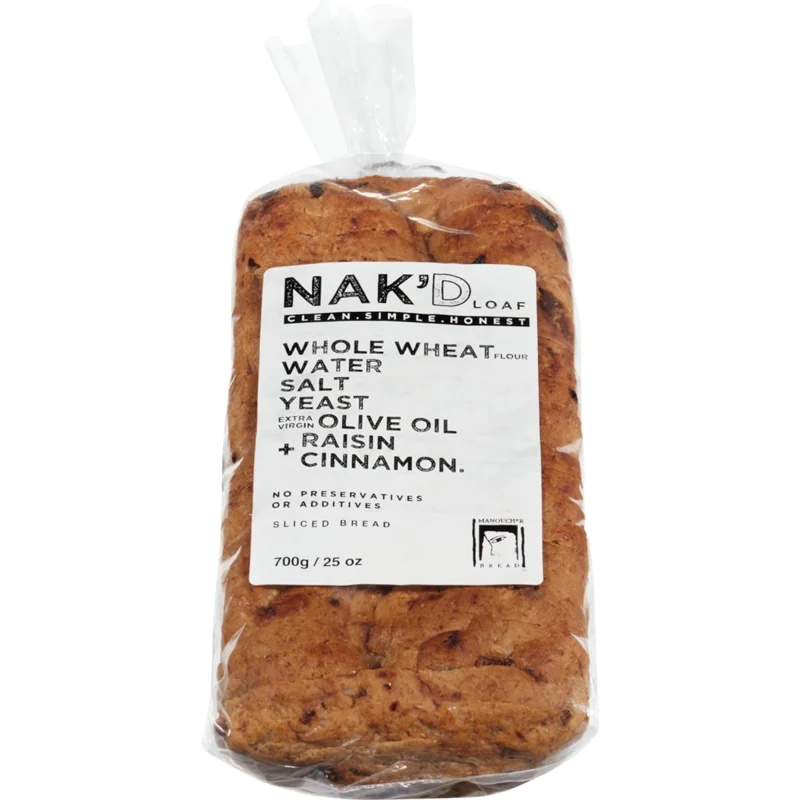 NAK'D LOAF
CLEAN.SIMPLE.HONEST
WHOLE WHEAT FLOUR
WATER
SALT
YEAST
EXTRA VIRGIN OLIVE OIL
+ RAISIN
CINNAMON.
NO PRESERVATIVES
OR ADDITIVES
SLICED BREAD
700g / 25 oz
MANOUCHER
BREAD